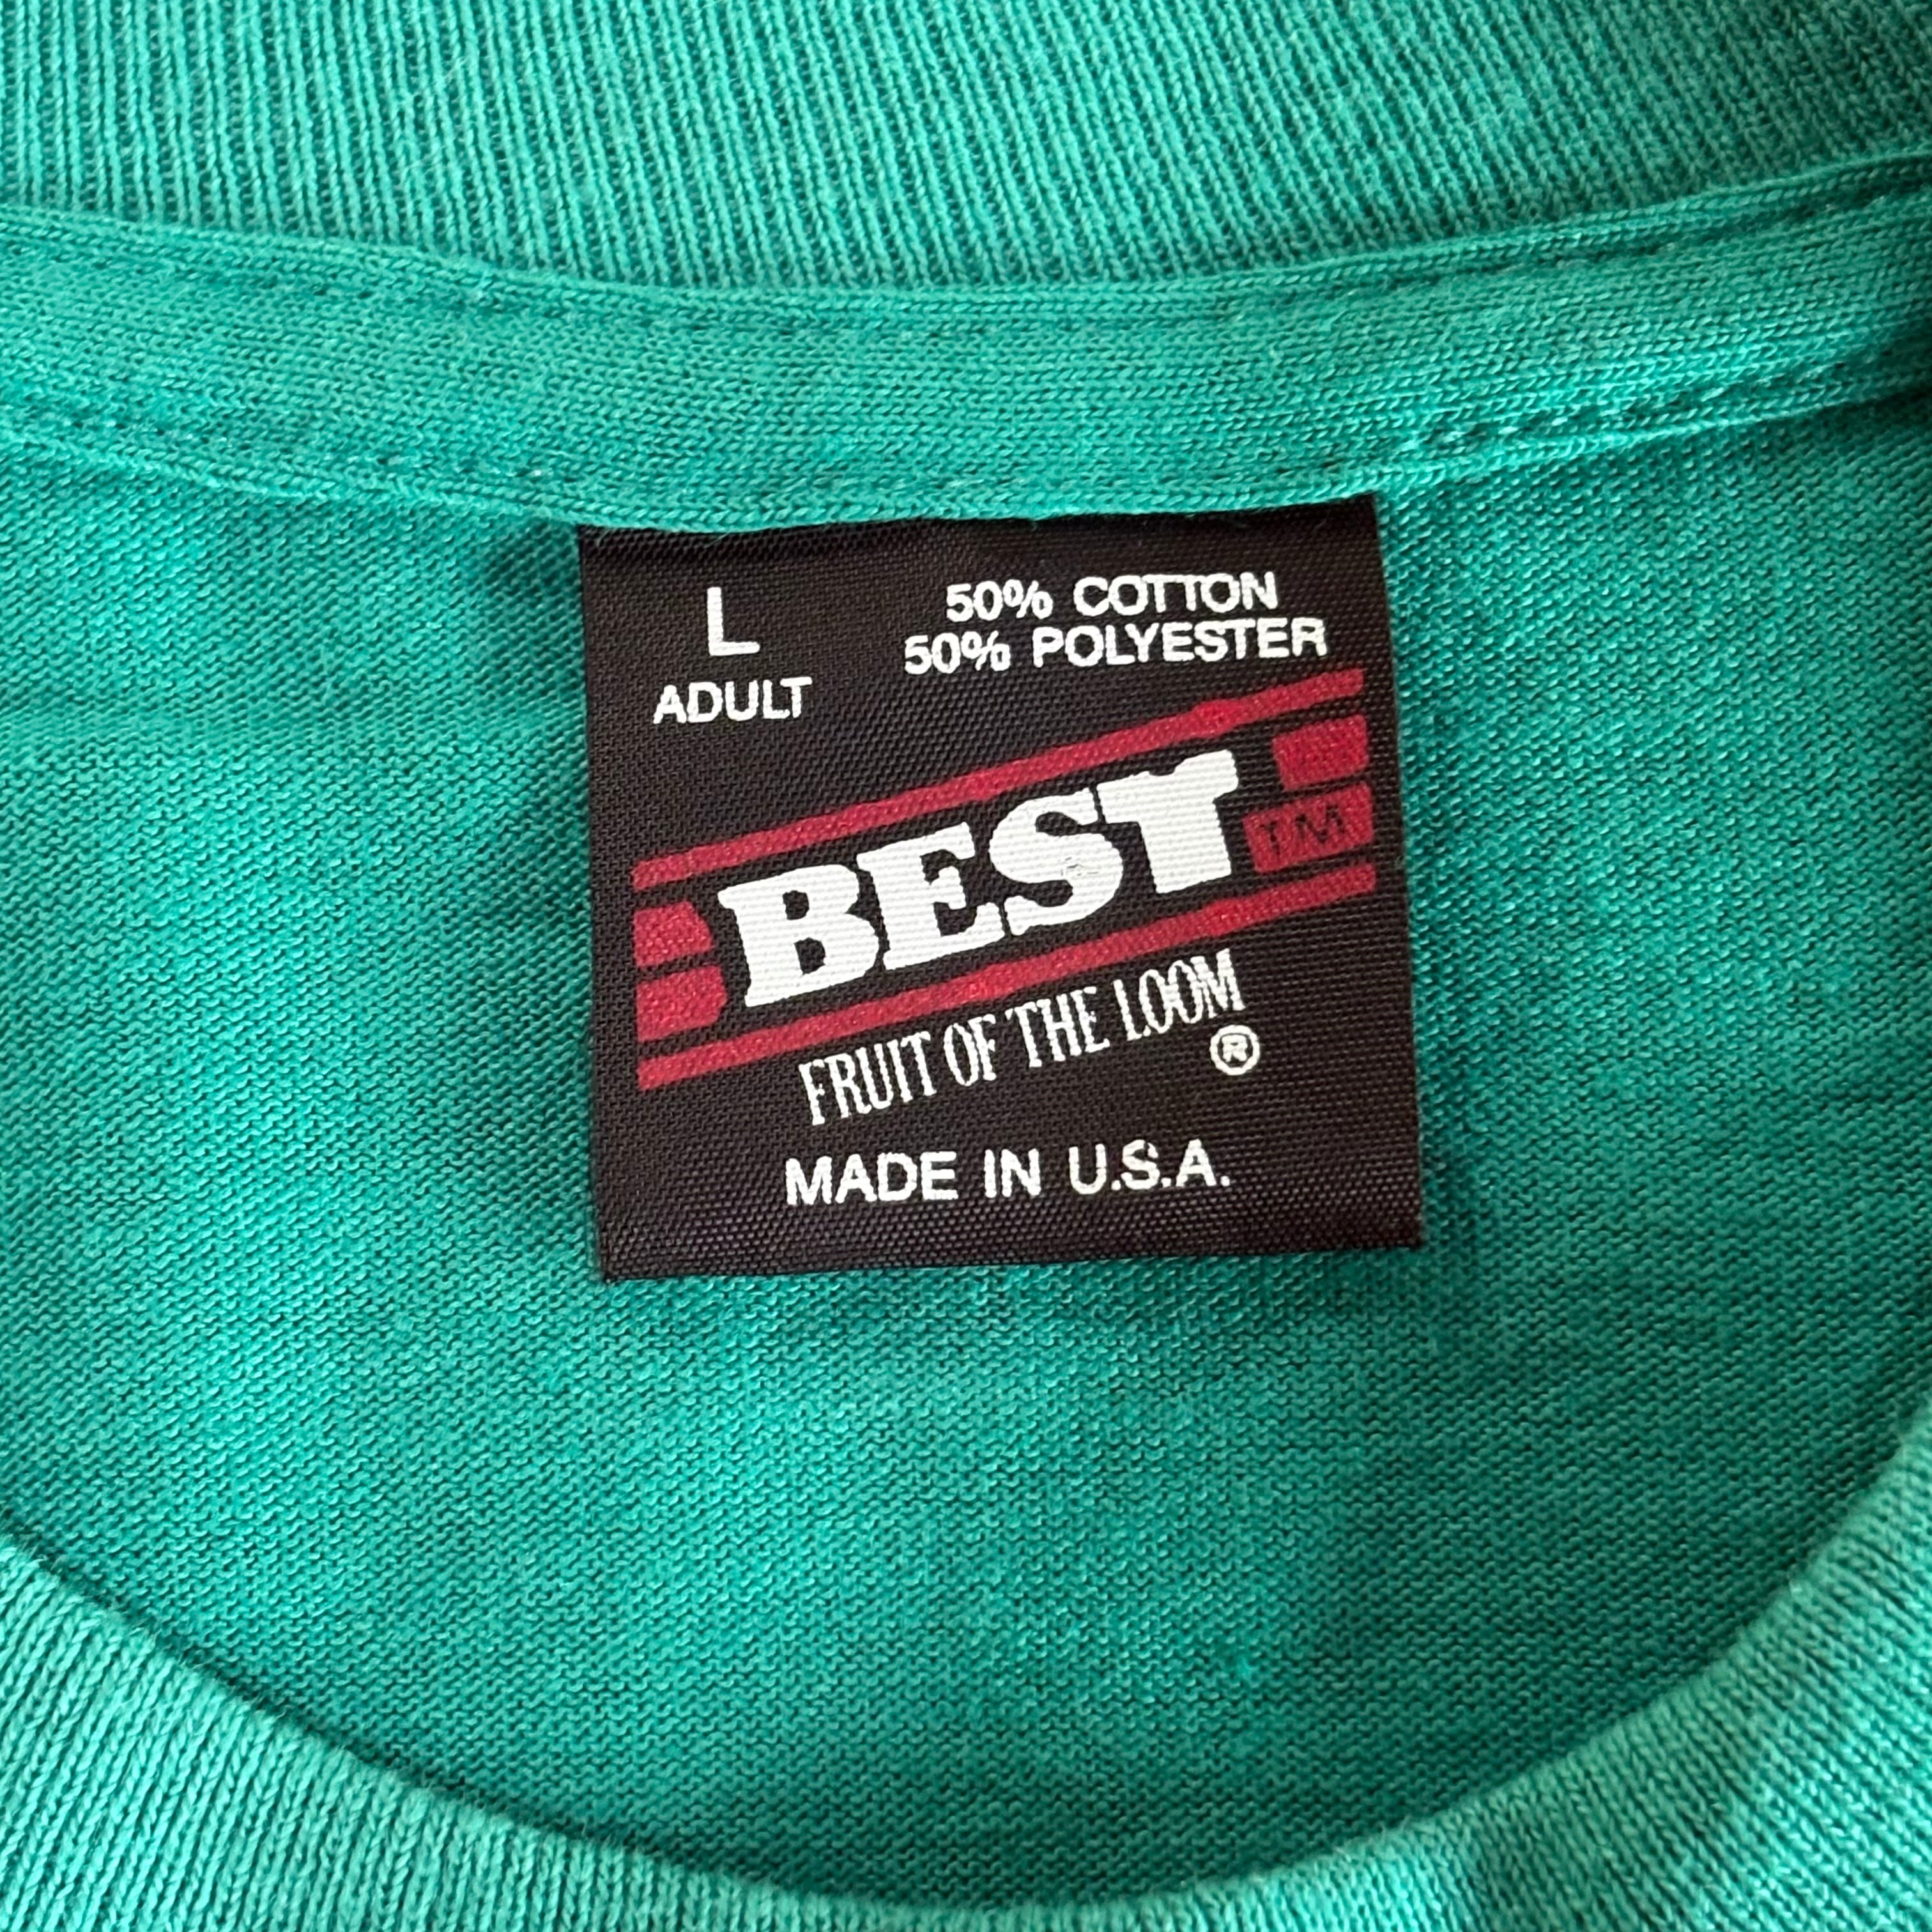 L
ADULT
50% COTTON
50% POLYESTER
BEST
TM
FRUIT OF THE LOOM
®
MADE IN U.S.A.